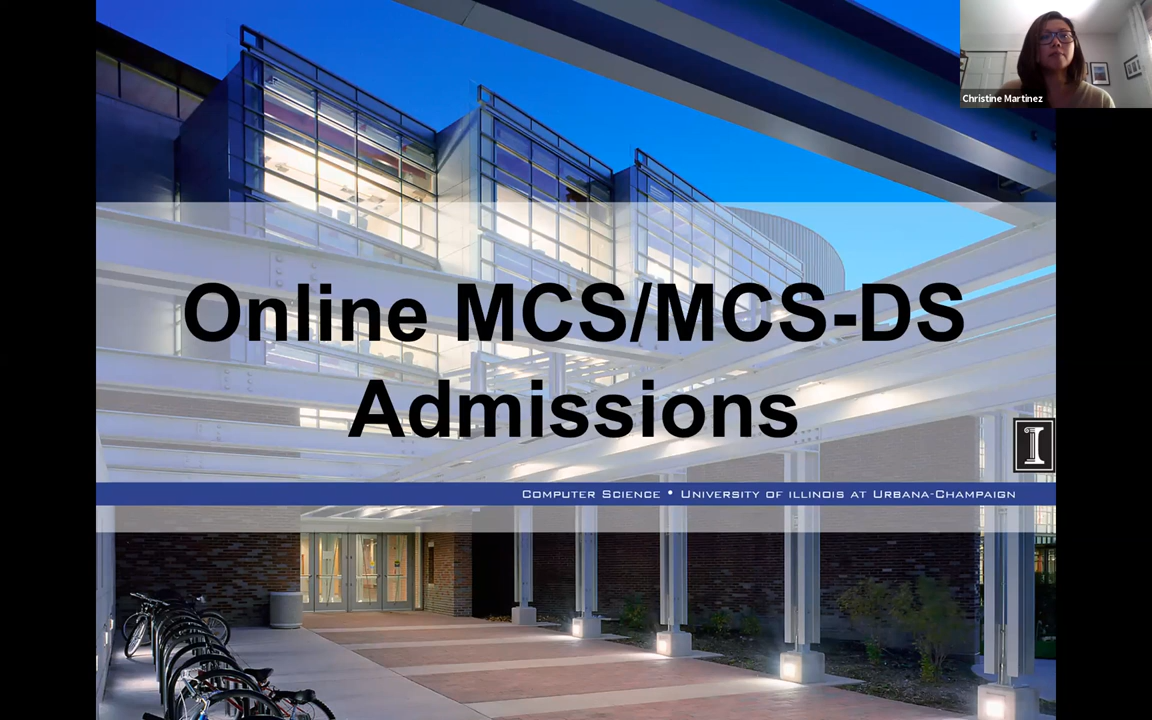 Christine Martinez
Online MCS/MCS-DS
Admissions
I
Computer Science • University of Illinois at Urbana-Champaign